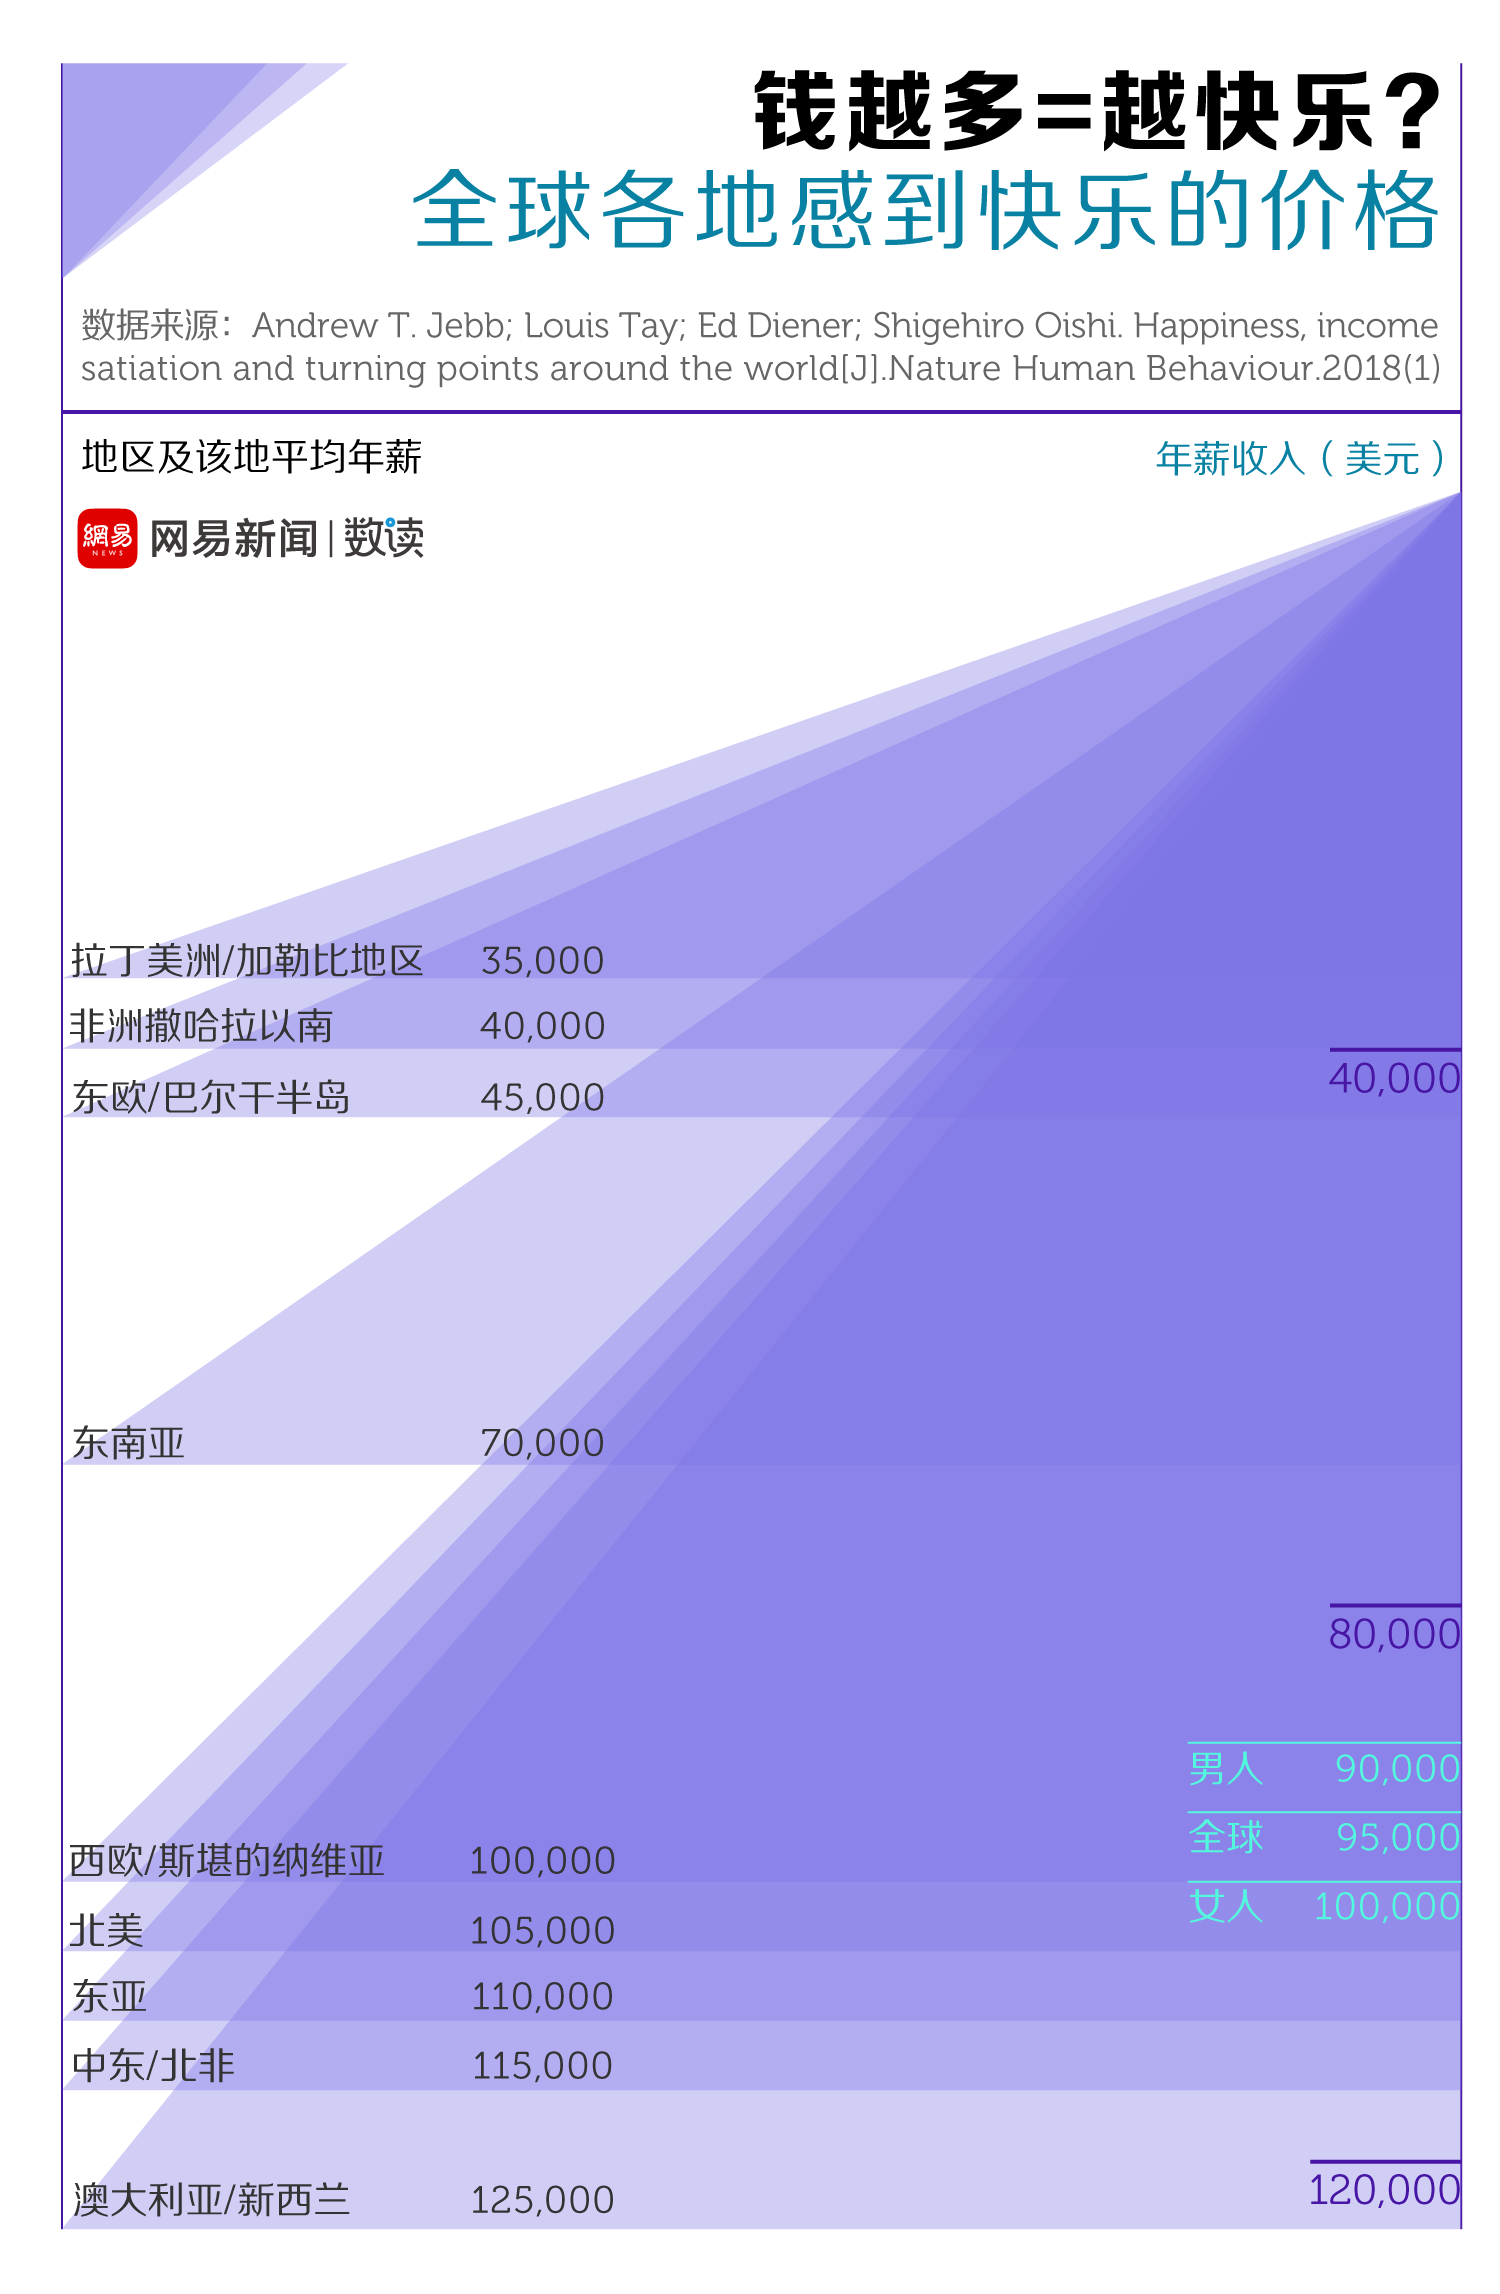 钱越多=越快乐?
全球各地感到快乐的价格
数据来源：Andrew T. Jebb; Louis Tay; Ed Diener; Shigehiro Oishi. Happiness, income
satiation and turning points around the world[J].Nature Human Behaviour.2018(1)
地区及该地平均年薪
年薪收入（美元）
網易
NEWS
网易新闻|数读
拉丁美洲/加勒比地区 35,000
非洲撒哈拉以南 40,000
东欧/巴尔干半岛 45,000
40,000
东南亚 70,000
80,000
男人 90,000
全球 95,000
西欧/斯堪的纳维亚 100,000
女人 100,000
北美 105,000
东亚 110,000
中东/北非 115,000
澳大利亚/新西兰 125,000
120,000